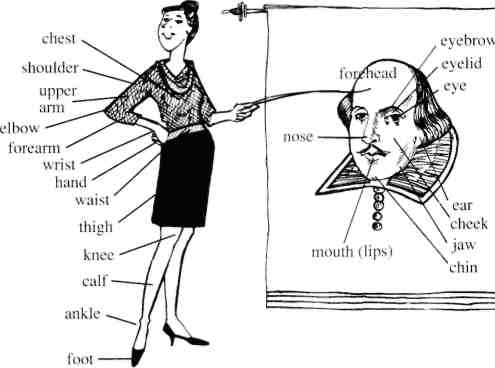 chest
shoulder
upper
arm
elbow
forearm
wrist
hand
waist
thigh
knee
calf
ankle
foot
forehead
nose
mouth (lips)
eyebrow
eyelid
eye
ear
cheek
jaw
chin